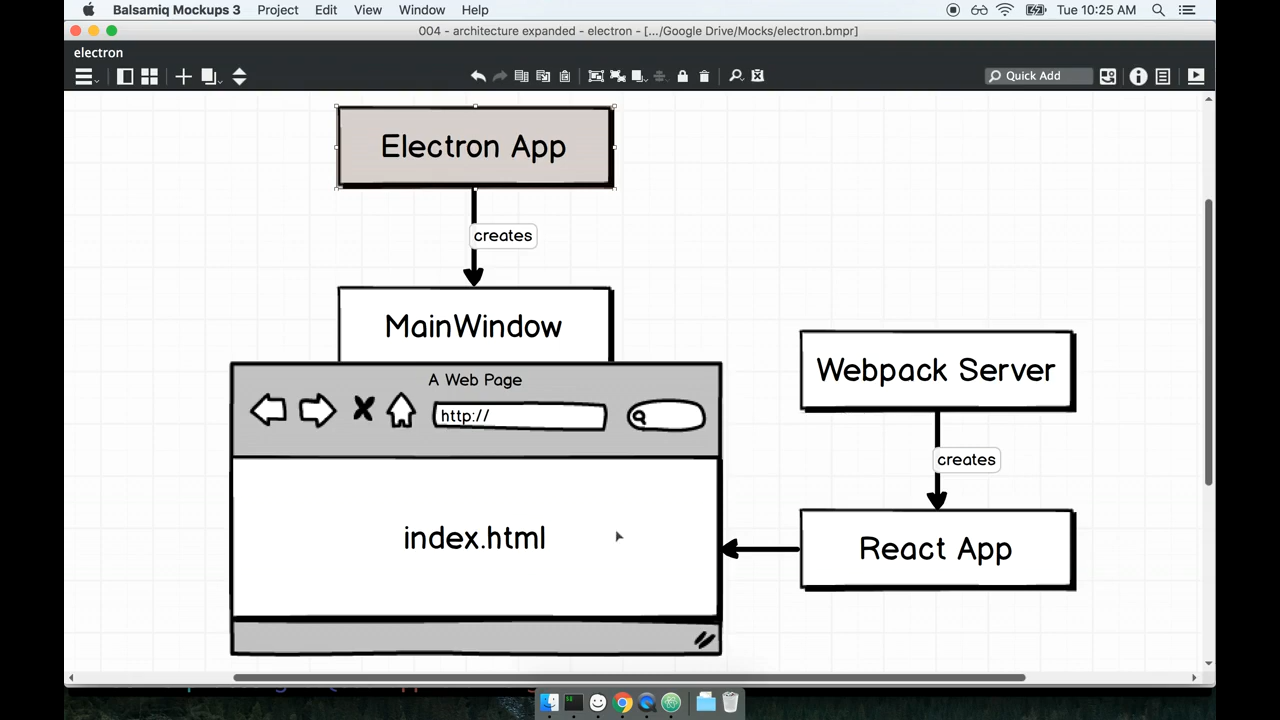 Balsamiq Mockups 3 Project Edit View Window Help Tue 10:25 AM
004 - architecture expanded - electron - [.../Google Drive/Mocks/electron.bmpr]
electron
Quick Add
Electron App
creates
MainWindow
A Web Page
http://
index.html
Webpack Server
creates
React App